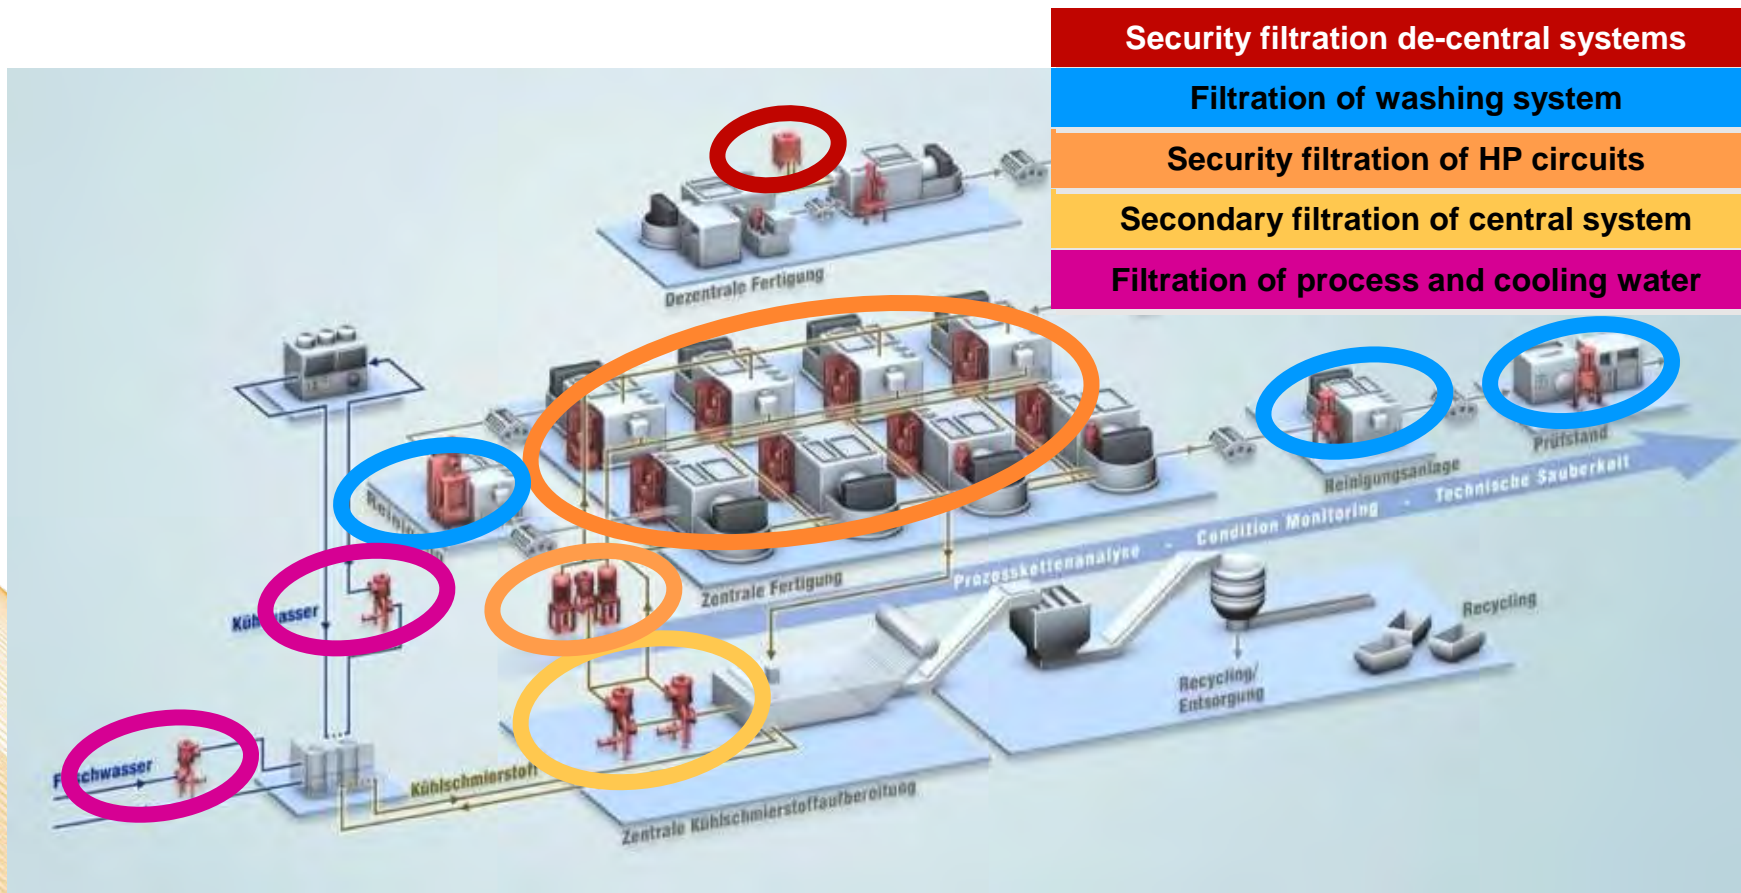 Security filtration de-central systems
Filtration of washing system
Security filtration of HP circuits
Secondary filtration of central system
Filtration of process and cooling water
Dezentrale Fertigung
Prüfstand
Reinigungsanlage
Prozesskettenanalyse - Condition Monitoring - Technische Sauberkeit
Zentrale Fertigung
Kühlwasser
Recycling
Recycling/
Entsorgung
Frischwasser
Kühlschmierstoff
Zentrale Kühlschmierstoffaufbereitung